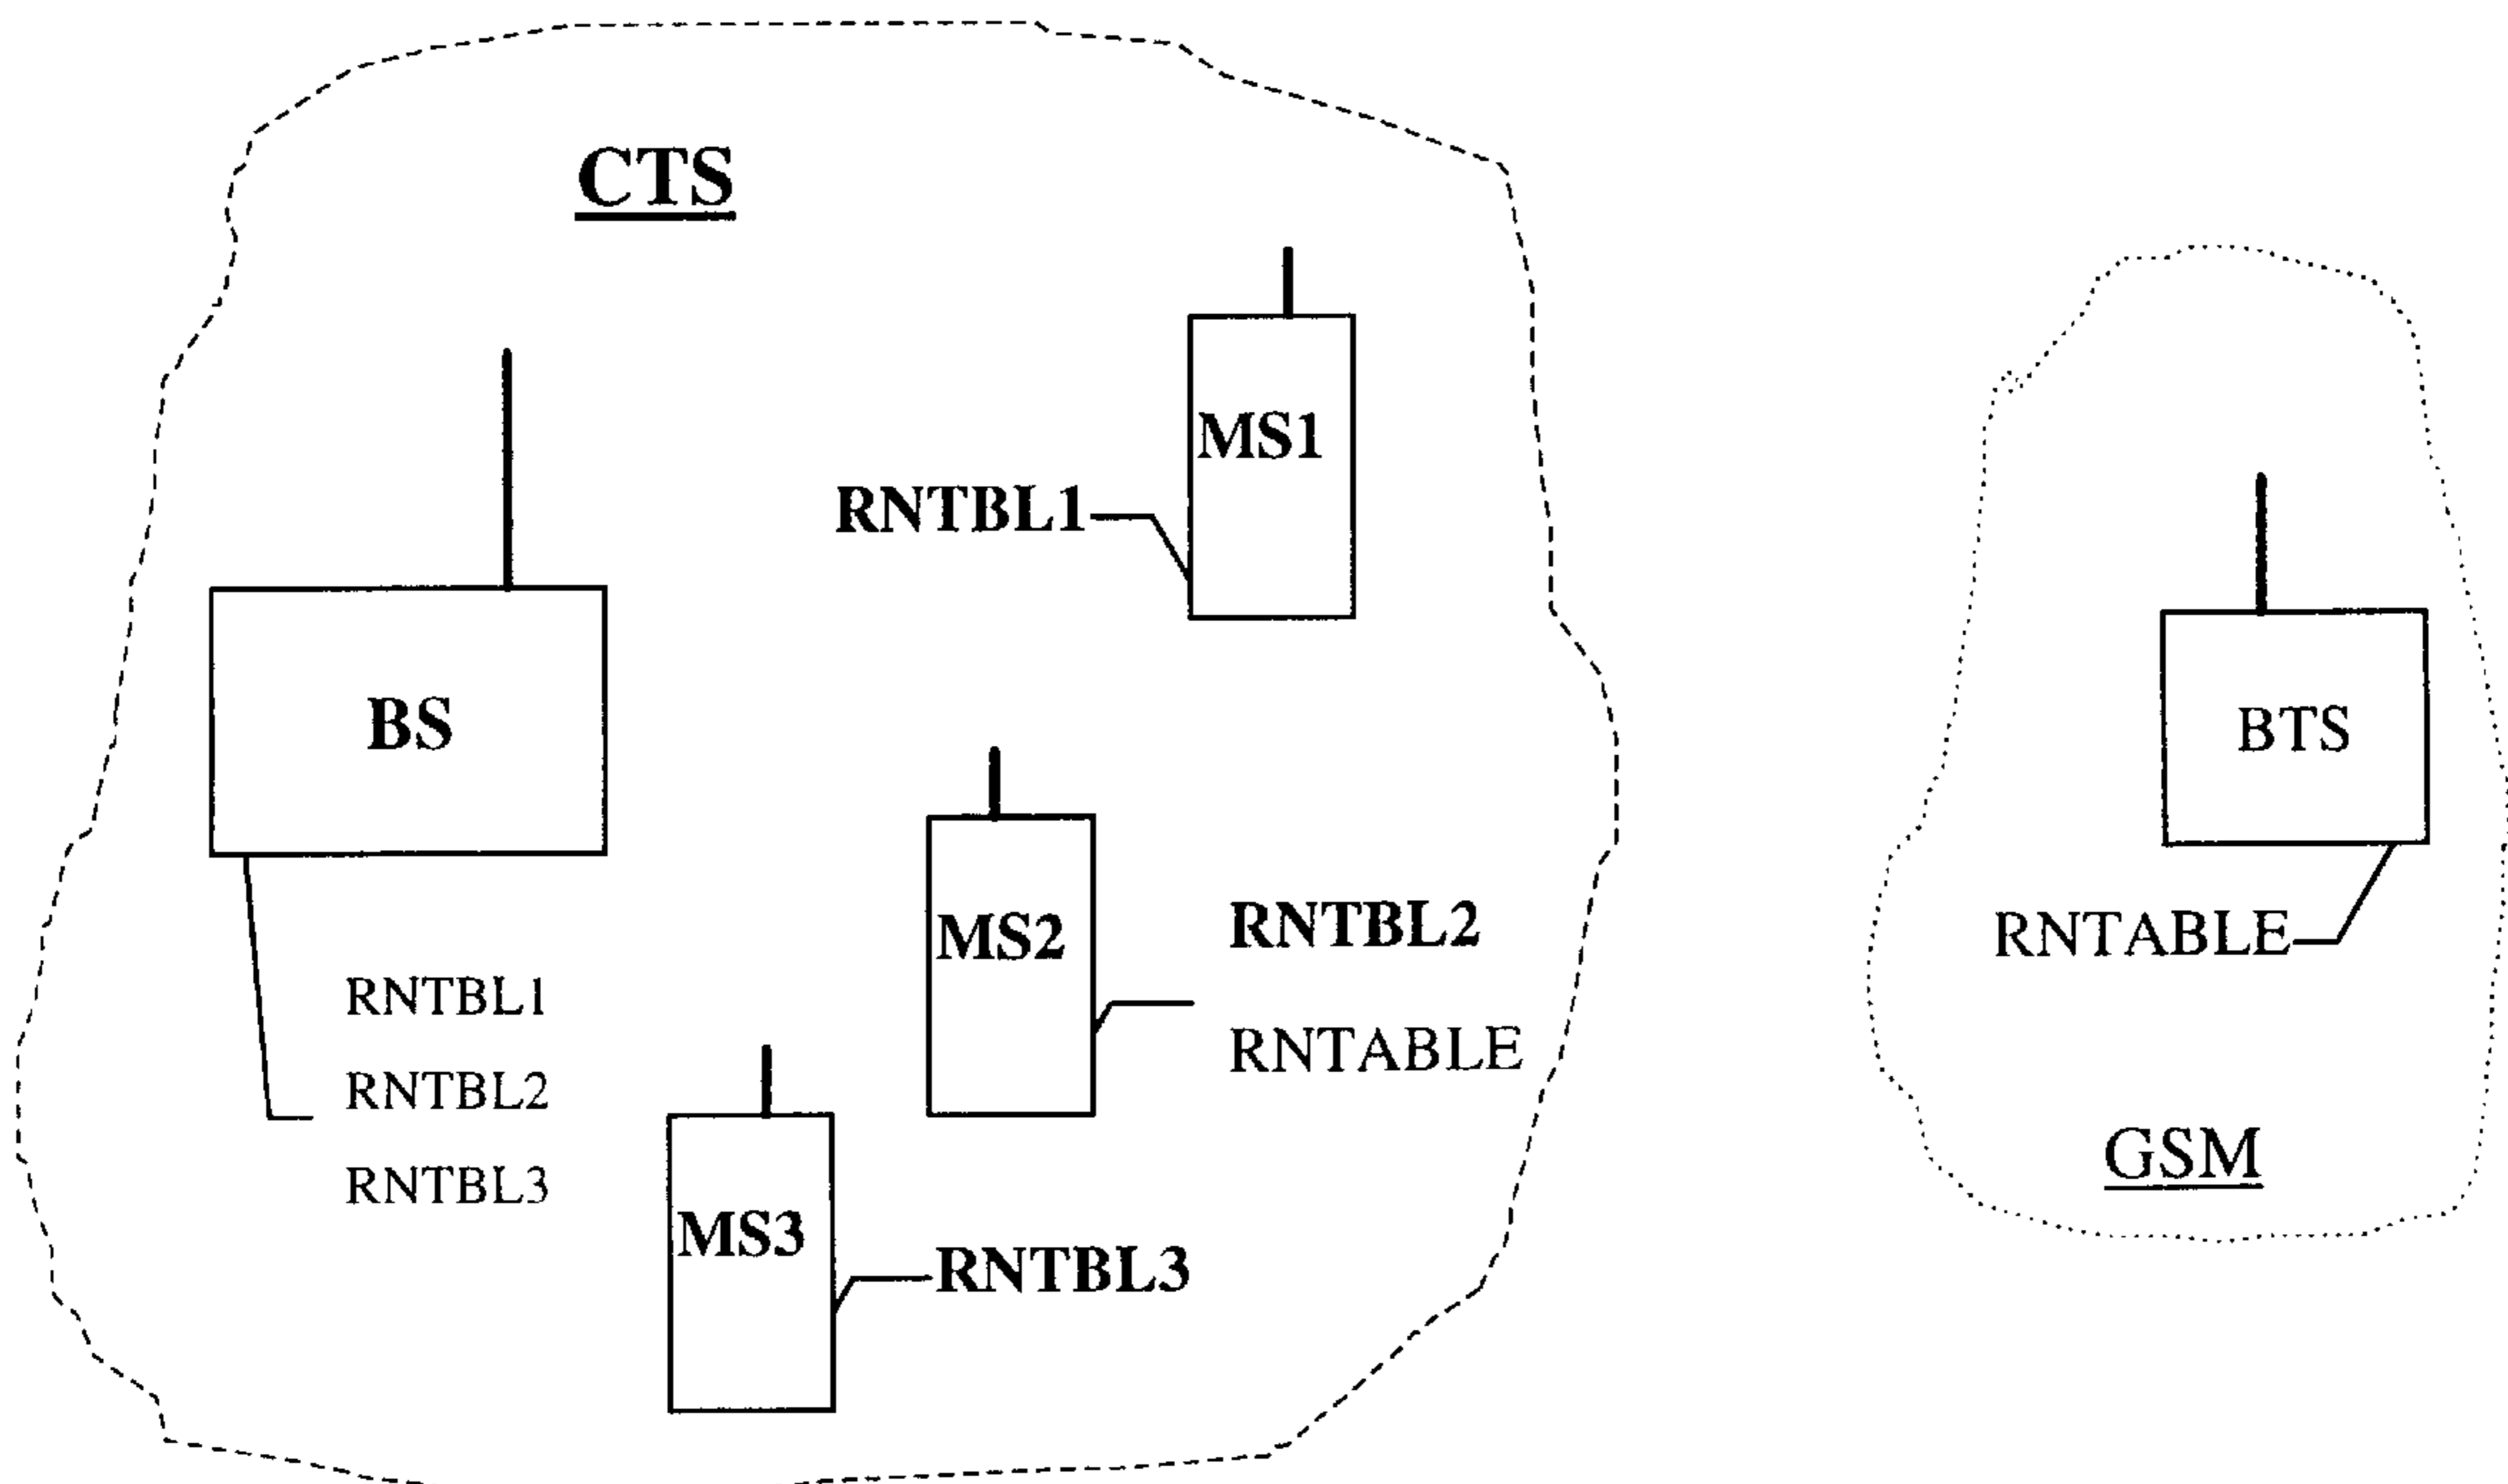 CTS
MS1
RNTBL1
BS
MS2
RNTBL2
RNTABLE
RNTBL1
RNTBL2
RNTBL3
MS3
RNTBL3
BTS
RNTABLE
GSM